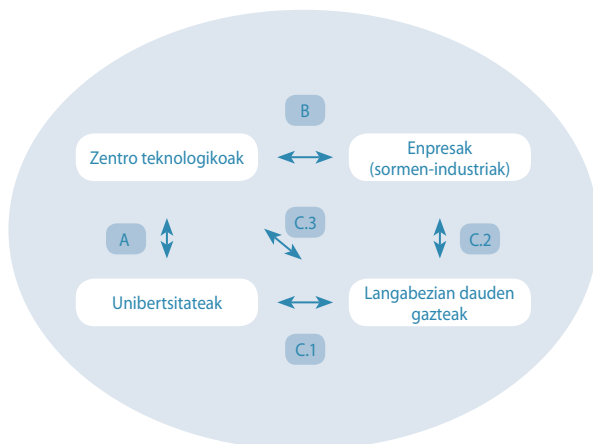 B
Zentro teknologikoak
Enpresak
(sormen-industriak)
A
C.3
C.2
Unibertsitateak
Langabezian dauden
gazteak
C.1